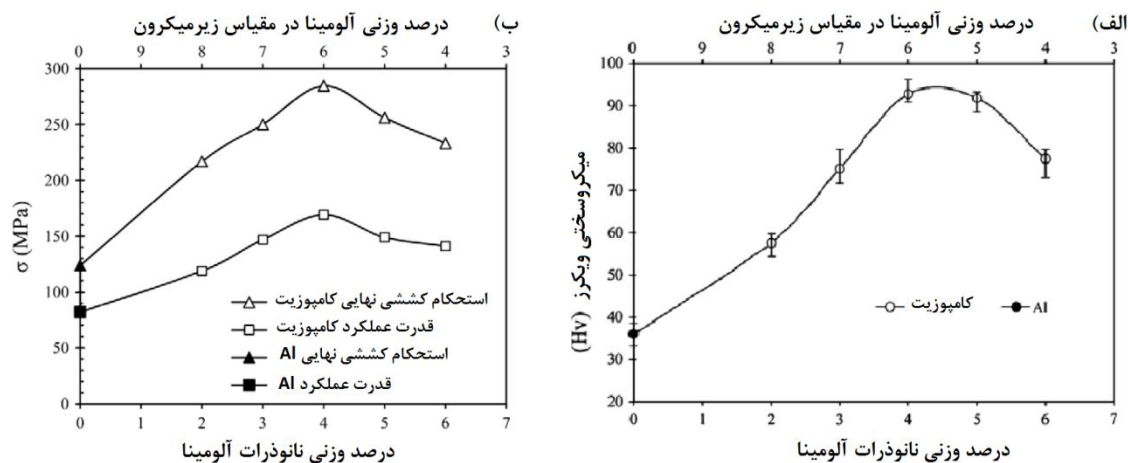 ب) درصد وزنی آلومینا در مقیاس زیرمیکرون
0 9 8 7 6 5 4 3
300
250
200
150
100
50
0
σ (MPa)
استحکام کششی نهایی کامپوزیت
قدرت عملکرد کامپوزیت
استحکام کششی نهایی Al
قدرت عملکرد Al
0 1 2 3 4 5 6 7
درصد وزنی نانوذرات آلومینا
الف) درصد وزنی آلومینا در مقیاس زیرمیکرون
0 9 8 7 6 5 4 3
100
90
80
70
60
50
40
30
20
میکروسختی ویکرز (Hv)
کامپوزیت
Al
0 1 2 3 4 5 6 7
درصد وزنی نانوذرات آلومینا